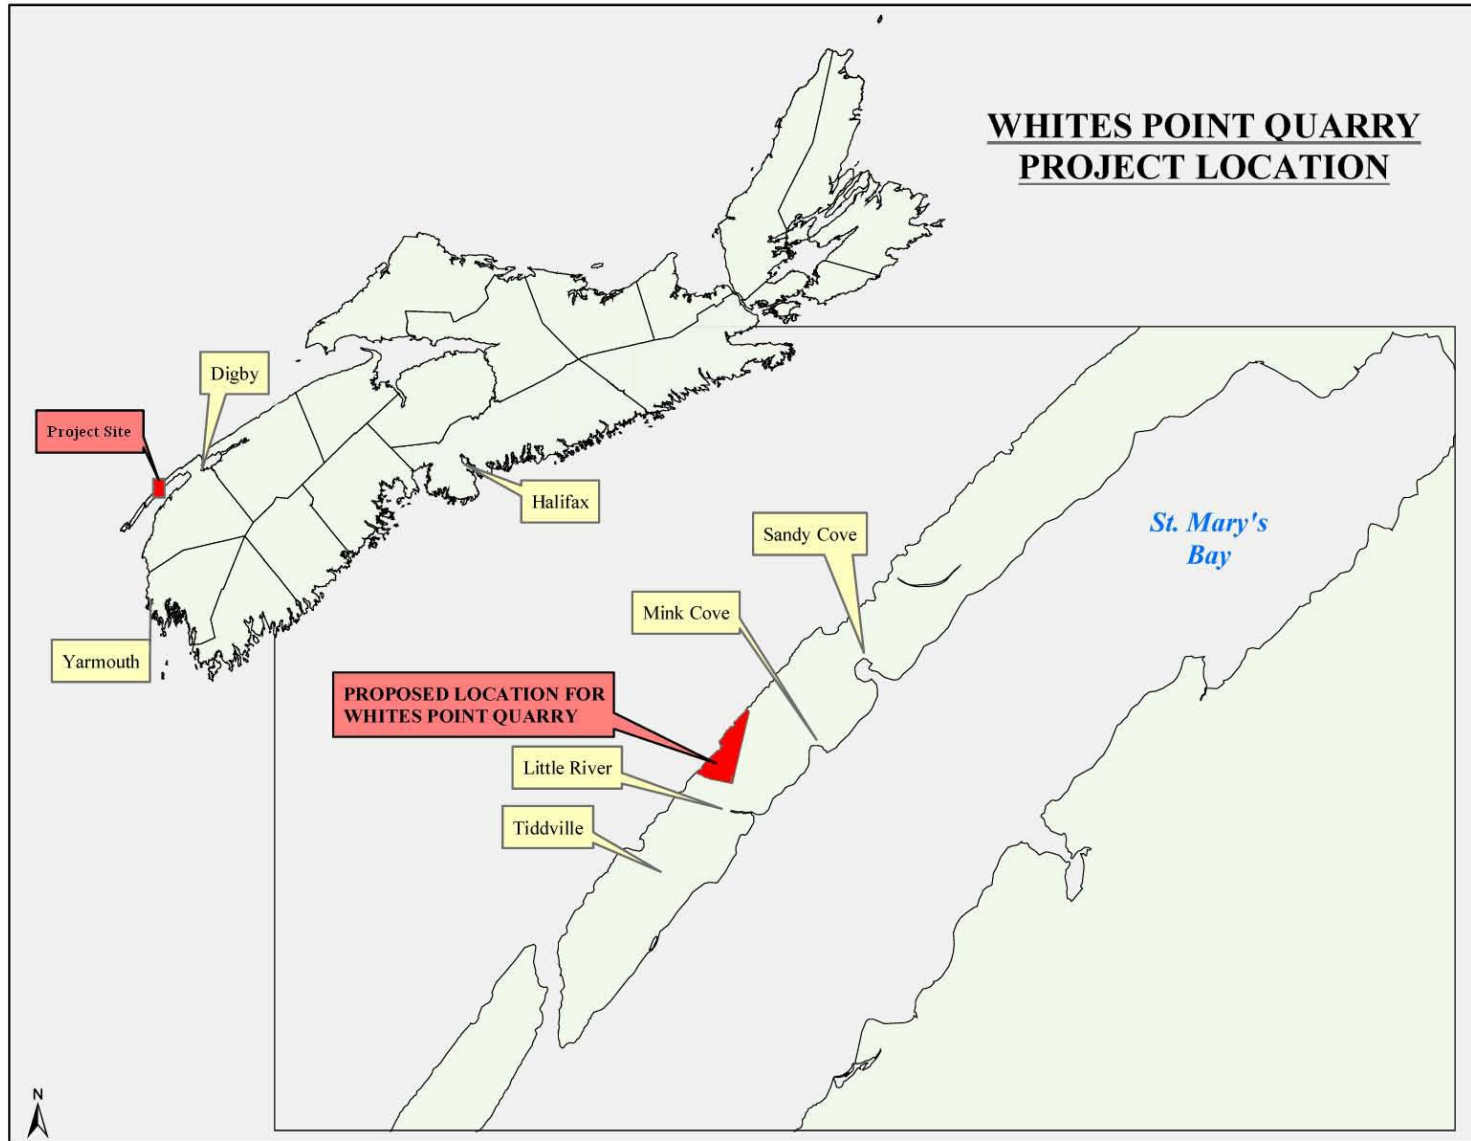 WHITES POINT QUARRY
PROJECT LOCATION
Digby
Project Site
Halifax
St. Mary's
Bay
Sandy Cove
Mink Cove
Yarmouth
PROPOSED LOCATION FOR
WHITES POINT QUARRY
Little River
Tiddville
N